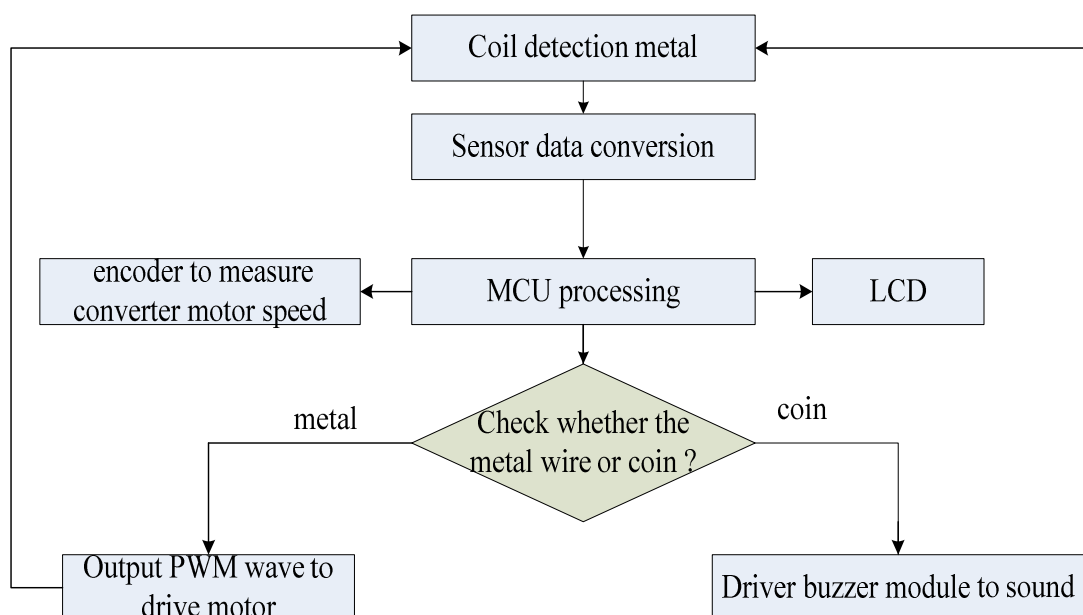 Coil detection metal
Sensor data conversion
encoder to measure
converter motor speed
MCU processing
LCD
metal
Check whether the
metal wire or coin ?
coin
Output PWM wave to
drive motor
Driver buzzer module to sound